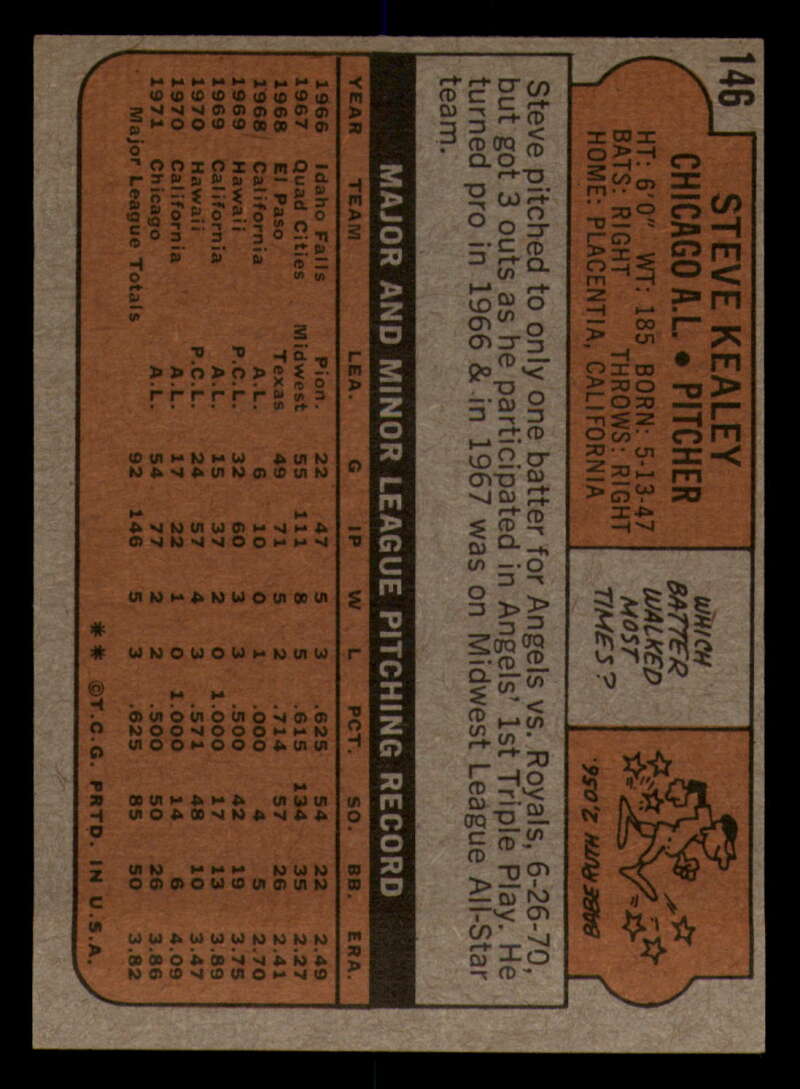 146
STEVE KEALEY
CHICAGO A.L. • PITCHER
HT: 6'0" WT: 185 BORN: 5-13-47
BATS: RIGHT THROWS: RIGHT
HOME: PLACENTIA, CALIFORNIA
WHICH
BATTER
WALKED
MOST
TIMES?
BABE RUTH 2,056.
Steve pitched to only one batter for Angels vs. Royals, 6-26-70,
but got 3 outs as he participated in Angels' 1st Triple Play. He
turned pro in 1966 & in 1967 was on Midwest League All-Star
team.
MAJOR AND MINOR LEAGUE PITCHING RECORD
YEAR TEAM LEA. G IP W L PCT. SO. BB. ERA.
1966 Idaho Falls Pion. 22 47 5 3 .625 54 22 2.49
1967 Quad Cities Midwest 55 111 8 5 .615 134 35 2.27
1968 El Paso Texas 49 71 5 2 .714 57 26 2.41
1968 California A.L. 6 10 0 1 .000 4 5 2.70
1969 Hawaii P.C.L. 32 60 3 3 .500 42 19 3.75
1969 California A.L. 15 37 2 0 1.000 17 13 3.89
1970 Hawaii P.C.L. 24 57 4 3 .571 48 10 3.47
1970 California A.L. 17 22 1 0 1.000 14 6 4.09
1971 Chicago A.L. 54 77 2 2 .500 50 26 3.86
Major League Totals 92 146 5 3 .625 85 50 3.82
** ©T.C.G. PRTD. IN U.S.A.